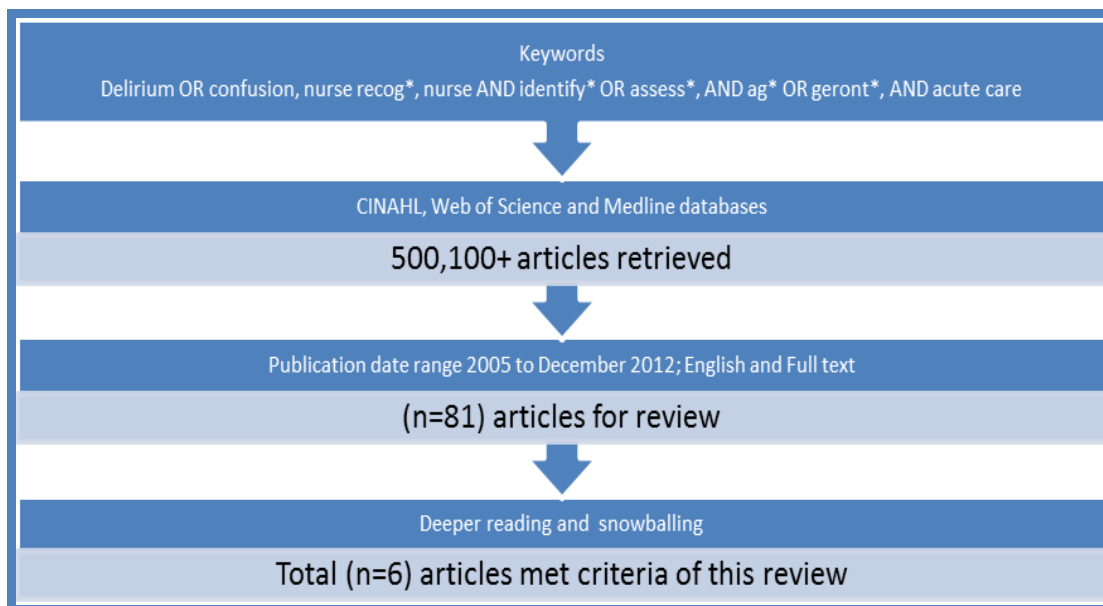 Keywords
Delirium OR confusion, nurse recog*, nurse AND identify* OR assess*, AND ag* OR geront*, AND acute care
CINAHL, Web of Science and Medline databases
500,100+ articles retrieved
Publication date range 2005 to December 2012; English and Full text
(n=81) articles for review
Deeper reading and snowballing
Total (n=6) articles met criteria of this review